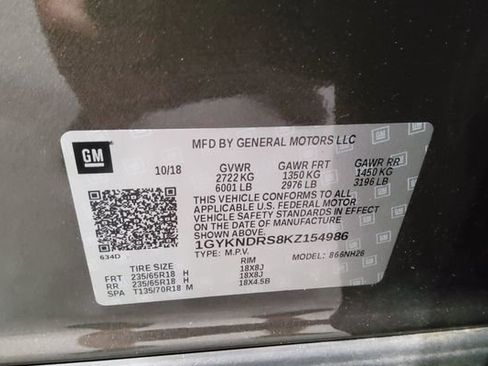 GM
MFD BY GENERAL MOTORS LLC
10/18 GVWR GAWR FRT GAWR RR
2722 KG 1350 KG 1450 KG
6001 LB 2976 LB 3196 LB
THIS VEHICLE CONFORMS TO ALL
APPLICABLE U.S. FEDERAL MOTOR
VEHICLE SAFETY STANDARDS IN EFFECT
ON THE DATE OF MANUFACTURE
SHOWN ABOVE.
1GYKNDRS8KZ154986
634D TYPE: M.P.V. MODEL: 866NH26
TIRE SIZE RIM
FRT 235/65R18 H 18X8J
RR 235/65R18 H 18X8J
SPA T135/70R18 M 18X4.5B